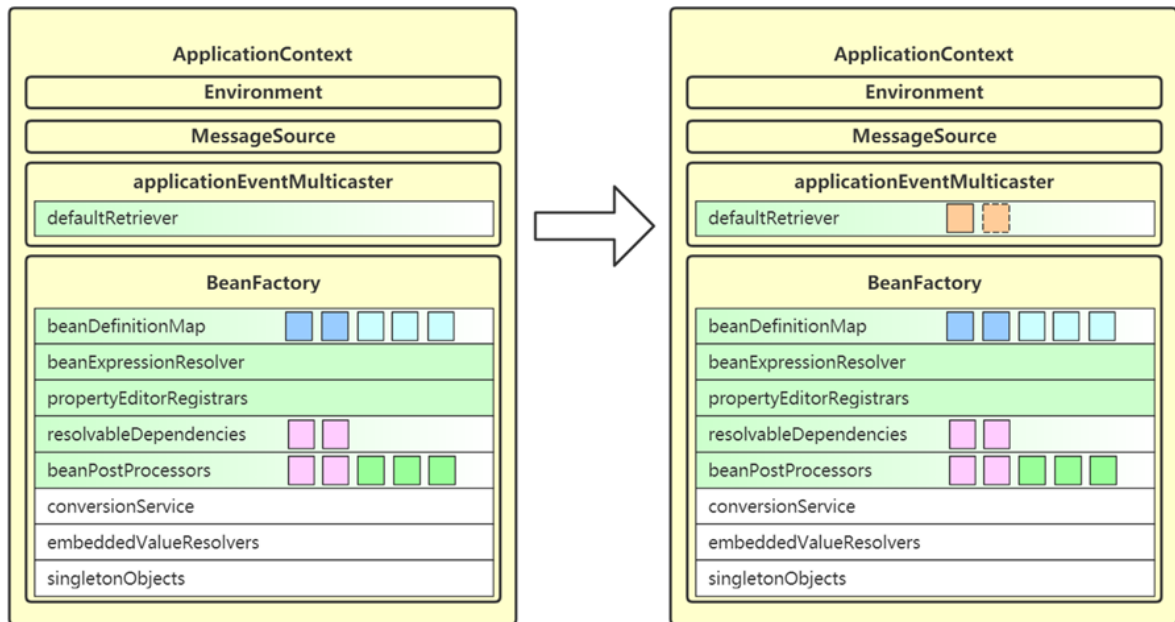 ApplicationContext
Environment
MessageSource
applicationEventMulticaster
defaultRetriever
BeanFactory
beanDefinitionMap
beanExpressionResolver
propertyEditorRegistrars
resolvableDependencies
beanPostProcessors
conversionService
embeddedValueResolvers
singletonObjects
ApplicationContext
Environment
MessageSource
applicationEventMulticaster
defaultRetriever
BeanFactory
beanDefinitionMap
beanExpressionResolver
propertyEditorRegistrars
resolvableDependencies
beanPostProcessors
conversionService
embeddedValueResolvers
singletonObjects